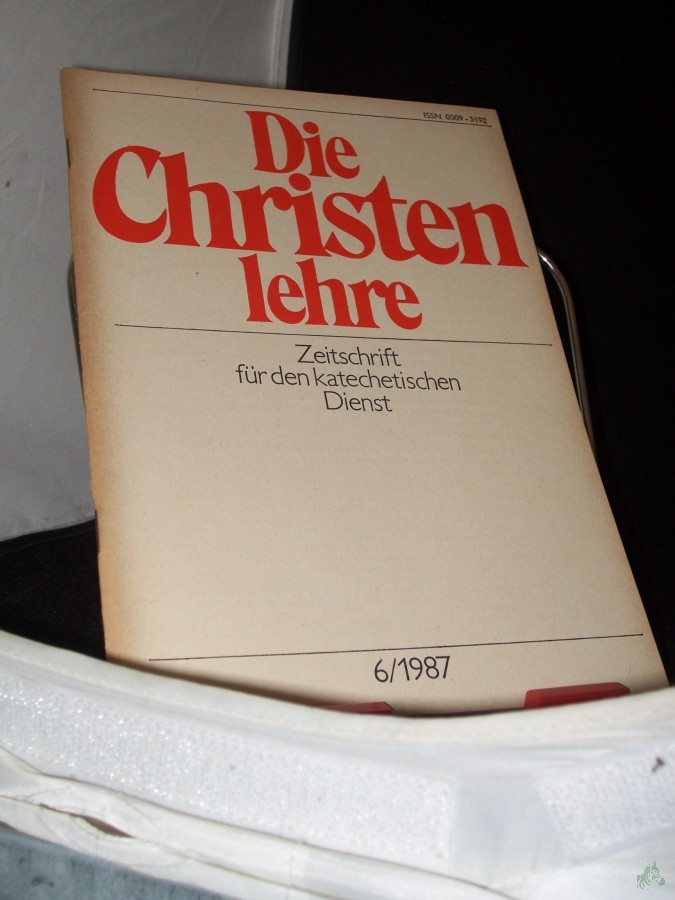 ISSN 0009-5192
Die
Christen
lehre
Zeitschrift
für den katechetischen
Dienst
6/1987